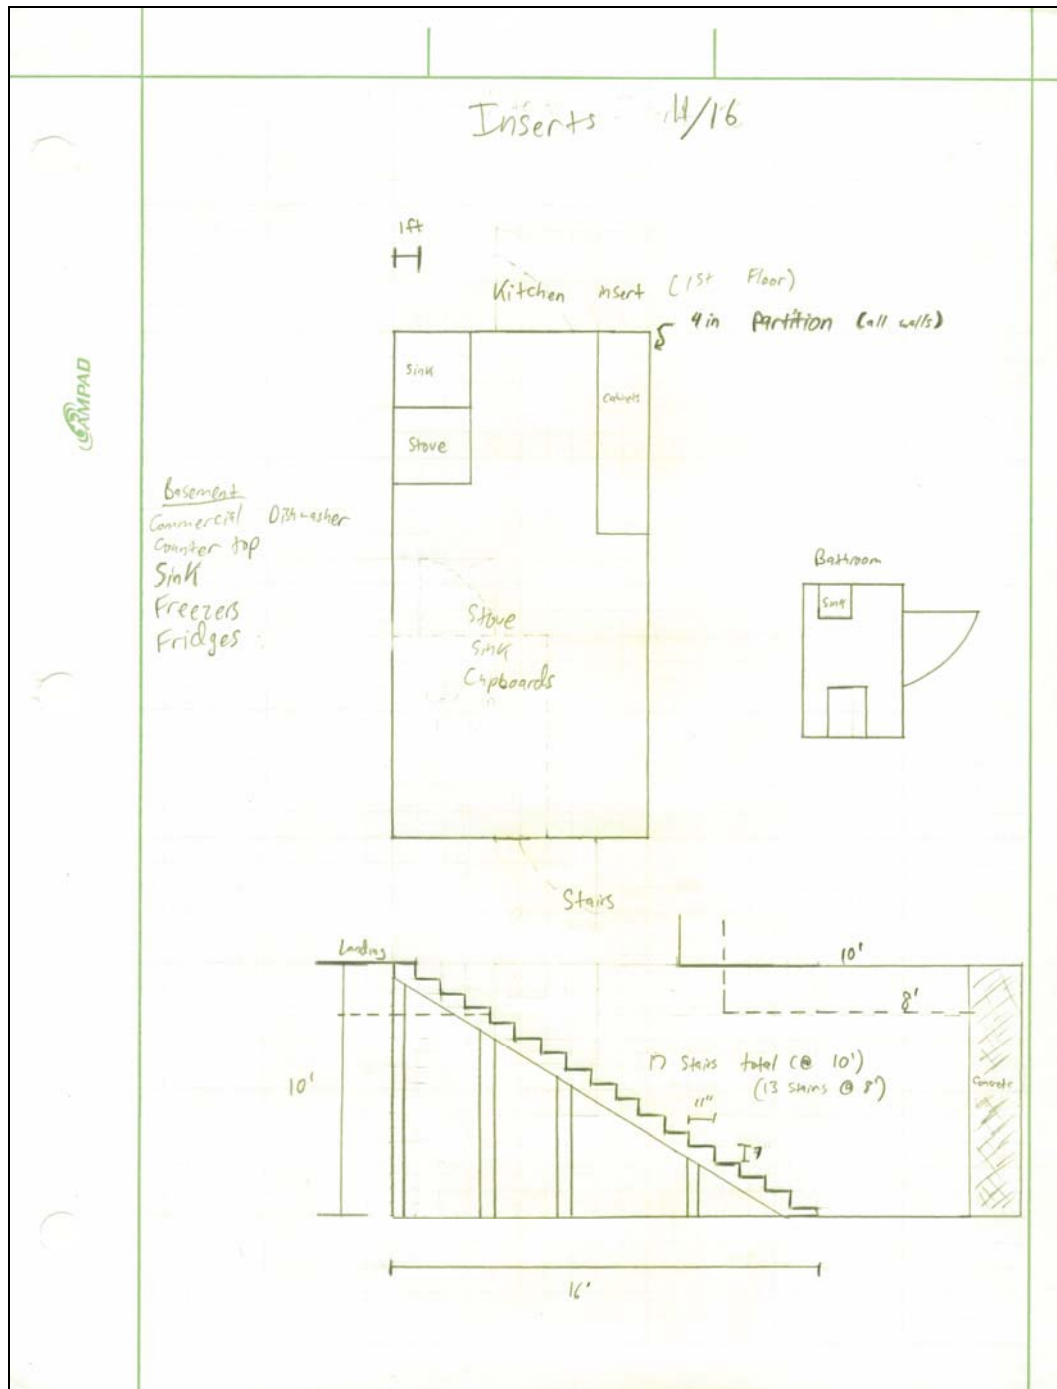 Inserts 11/16
1ft
Kitchen insert (1st Floor)
4 in Partition (all walls)
AMPAD
Sink
Cabinets
Stove
Basement
Commercial Dishwasher
Counter top
Sink
Freezers
Fridges
Bathroom
Sink
Stove
Sink
Cupboards
Stairs
Landing
10'
8'
10'
17 Stairs total (@ 10')
(13 stairs @ 8')
Concrete
11"
7
16'